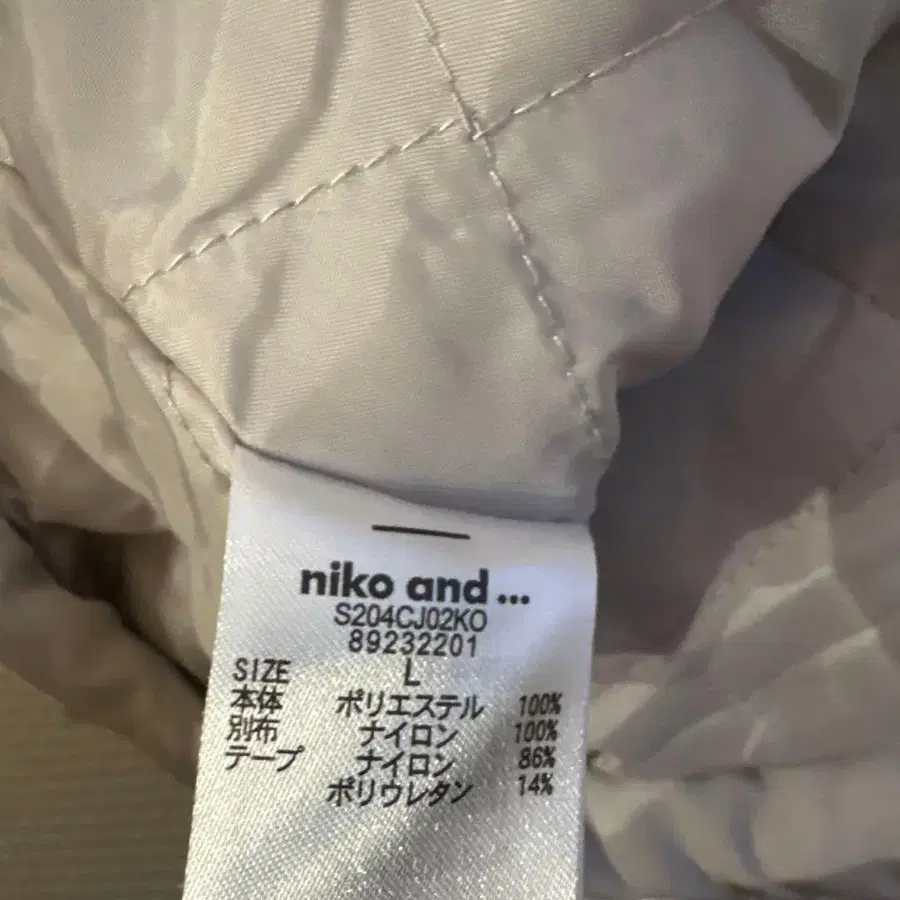 niko and ...
S204CJ02KO
89232201
SIZE L
本体 ポリエステル 100%
別布 ナイロン 100%
テープ ナイロン 86%
ポリウレタン 14%